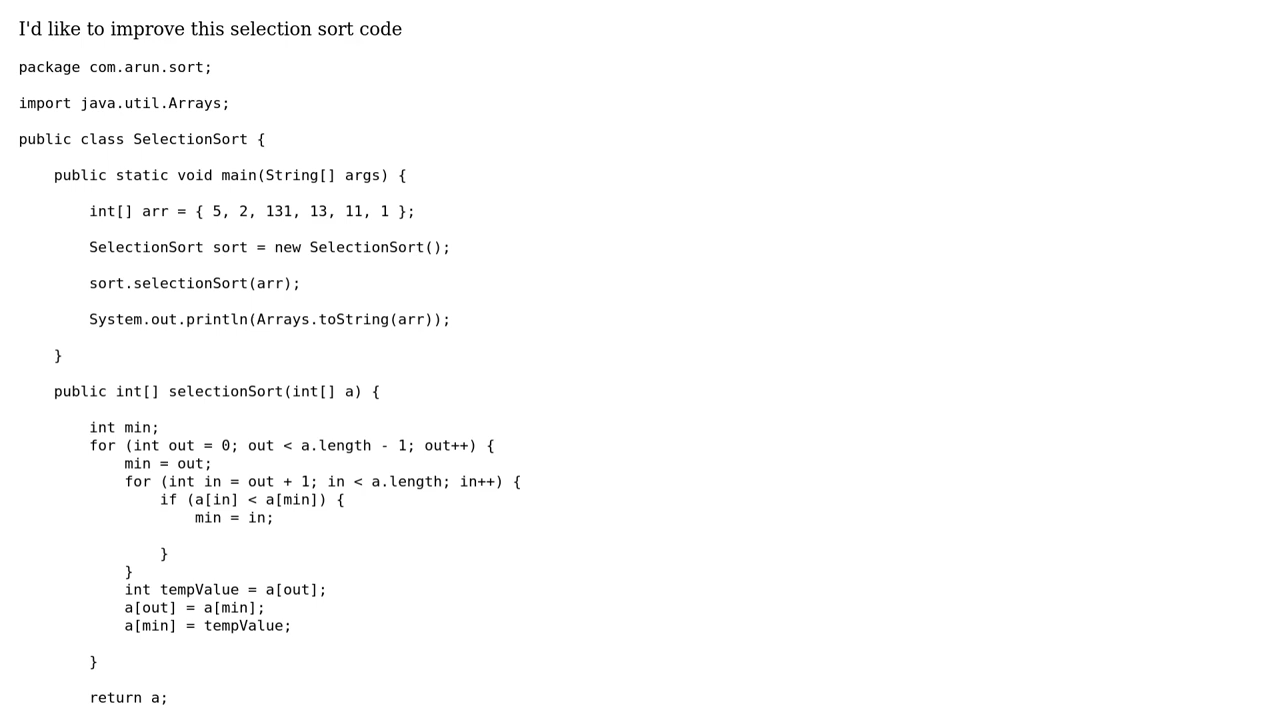 I'd like to improve this selection sort code
package com.arun.sort;
import java.util.Arrays;
public class SelectionSort {
    public static void main(String[] args) {
        int[] arr = { 5, 2, 131, 13, 11, 1 };
        SelectionSort sort = new SelectionSort();
        sort.selectionSort(arr);
        System.out.println(Arrays.toString(arr));
    }
    public int[] selectionSort(int[] a) {
        int min;
        for (int out = 0; out < a.length - 1; out++) {
            min = out;
            for (int in = out + 1; in < a.length; in++) {
                if (a[in] < a[min]) {
                    min = in;
                }
            }
            int tempValue = a[out];
            a[out] = a[min];
            a[min] = tempValue;
        }
        return a;